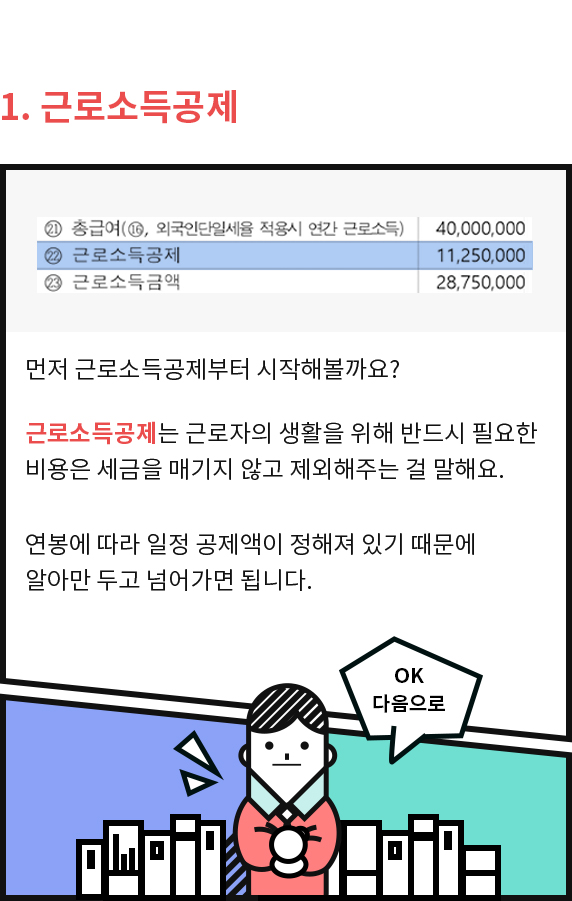 1. 근로소득공제
㉑ 총급여(⑯, 외국인단일세율 적용시 연간 근로소득) 40,000,000
㉒ 근로소득공제 11,250,000
㉓ 근로소득금액 28,750,000
먼저 근로소득공제부터 시작해볼까요?
근로소득공제는 근로자의 생활을 위해 반드시 필요한
비용은 세금을 매기지 않고 제외해주는 걸 말해요.
연봉에 따라 일정 공제액이 정해져 있기 때문에
알아만 두고 넘어가면 됩니다.
OK
다음으로